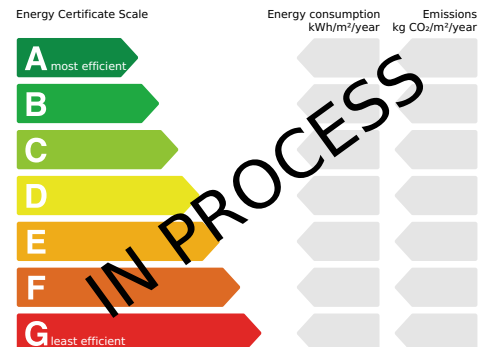 Energy Certificate Scale
Energy consumption
kWh/m²/year
Emissions
kg CO₂/m²/year
A most efficient
B
C
D
E
F
G least efficient
IN PROCESS